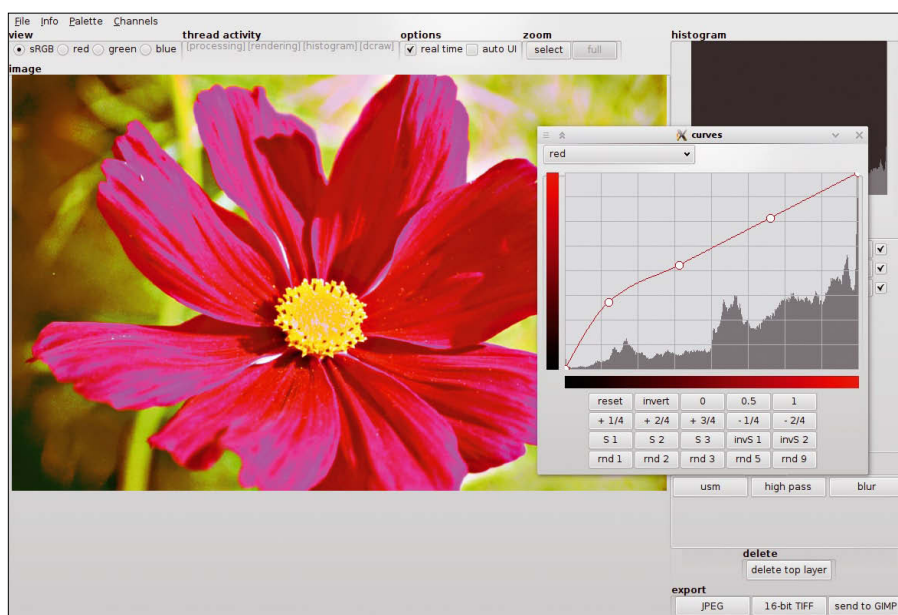 File Info Palette Channels
view thread activity options zoom histogram
sRGB red green blue [processing] [rendering] [histogram] [dcraw] real time auto UI select full
image
curves
red
reset invert 0 0.5 1
+ 1/4 + 2/4 + 3/4 - 1/4 - 2/4
S 1 S 2 S 3 invS 1 invS 2
rnd 1 rnd 2 rnd 3 rnd 5 rnd 9
usm high pass blur
delete
delete top layer
export
JPEG 16-bit TIFF send to GIMP